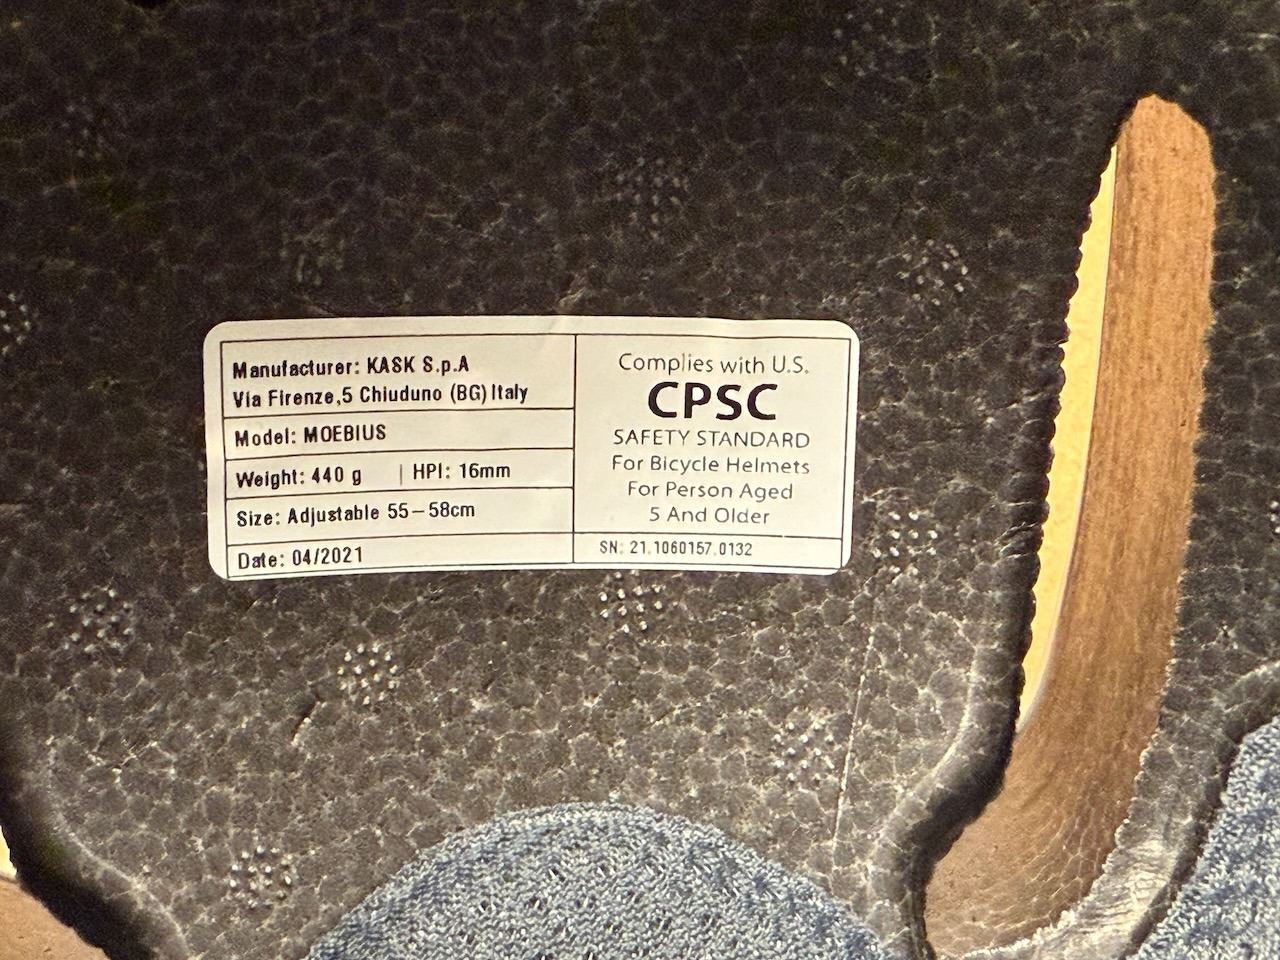 Manufacturer: KASK S.p.A
Via Firenze,5 Chiuduno (BG) Italy
Model: MOEBIUS
Weight: 440 g | HPI: 16mm
Size: Adjustable 55-58cm
Date: 04/2021
Complies with U.S.
CPSC
SAFETY STANDARD
For Bicycle Helmets
For Person Aged
5 And Older
SN: 21.1060157.0132